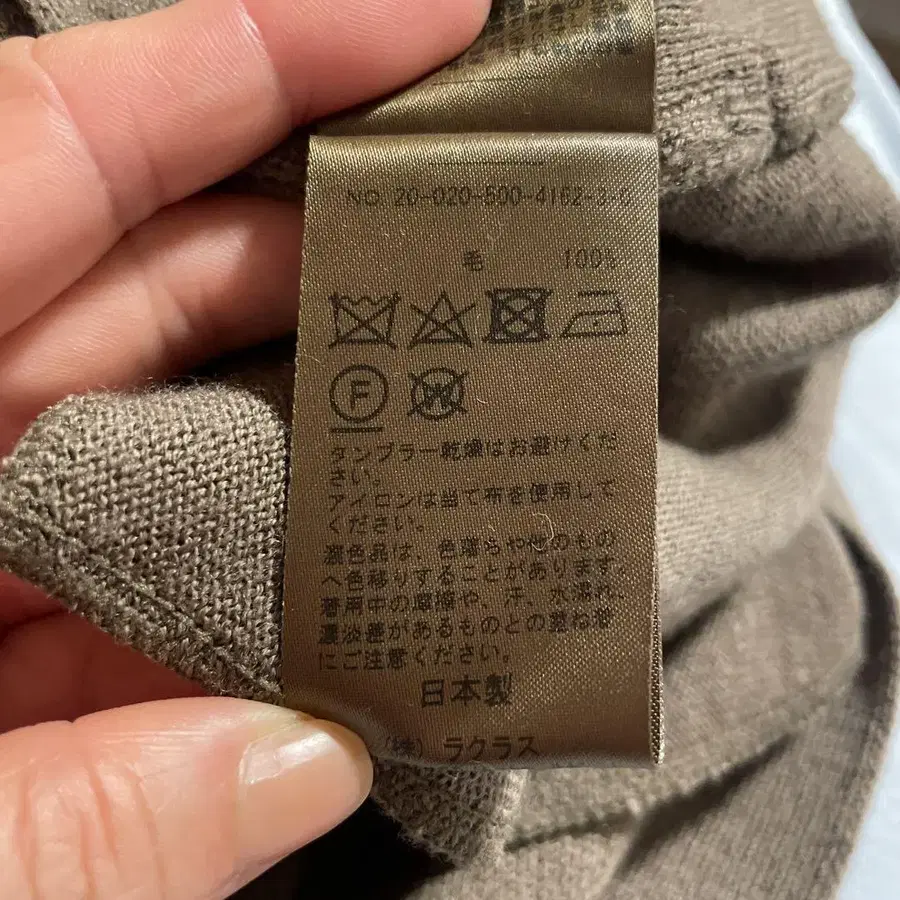 NO. 20-020-500-4162-3-0
毛 100%
F
W
タンブラー乾燥はお避けくだ
さい。
アイロンは当て布を使用して
ください。
濃色品は、色落ちや他のもの
へ色移りすることがあります。
着用中の摩擦や、汗、水濡れ、
濃淡差があるものとの重ね着
にご注意ください。
日本製
(株) ラクラス